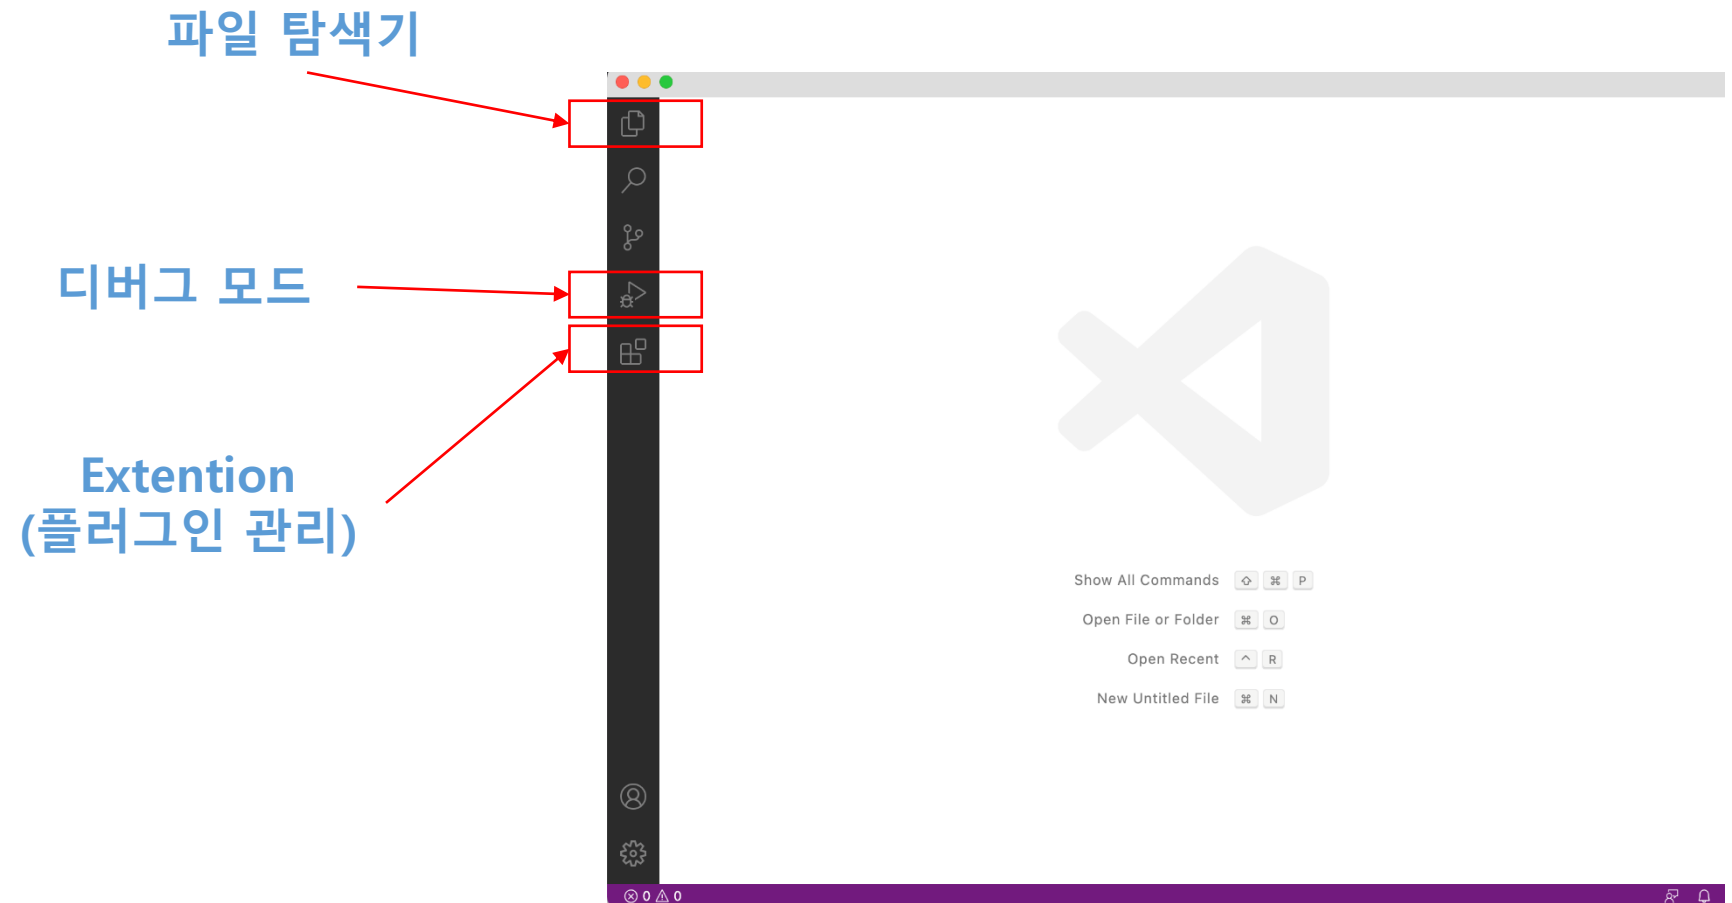 파일 탐색기
디버그 모드
Extention
(플러그인 관리)
Show All Commands ⇧ ⌘ P
Open File or Folder ⌘ O
Open Recent ^ R
New Untitled File ⌘ N
0 0